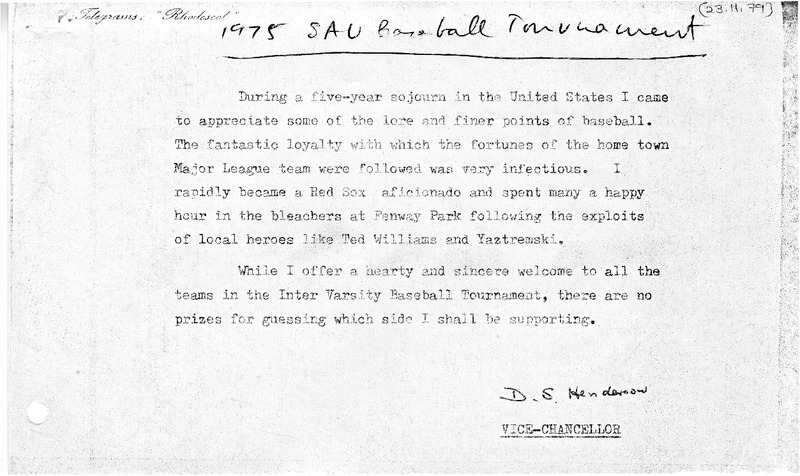 Telegrams: "Rhodescol"
(23.11.79)
1975 SAU Baseball Tournament
During a five-year sojourn in the United States I came
to appreciate some of the lore and finer points of baseball.
The fantastic loyalty with which the fortunes of the home town
Major League team were followed was very infectious. I
rapidly became a Red Sox aficionado and spent many a happy
hour in the bleachers at Fenway Park following the exploits
of local heroes like Ted Williams and Yaztremski.
While I offer a hearty and sincere welcome to all the
teams in the Inter Varsity Baseball Tournament, there are no
prizes for guessing which side I shall be supporting.
D. S. Henderson
VICE-CHANCELLOR